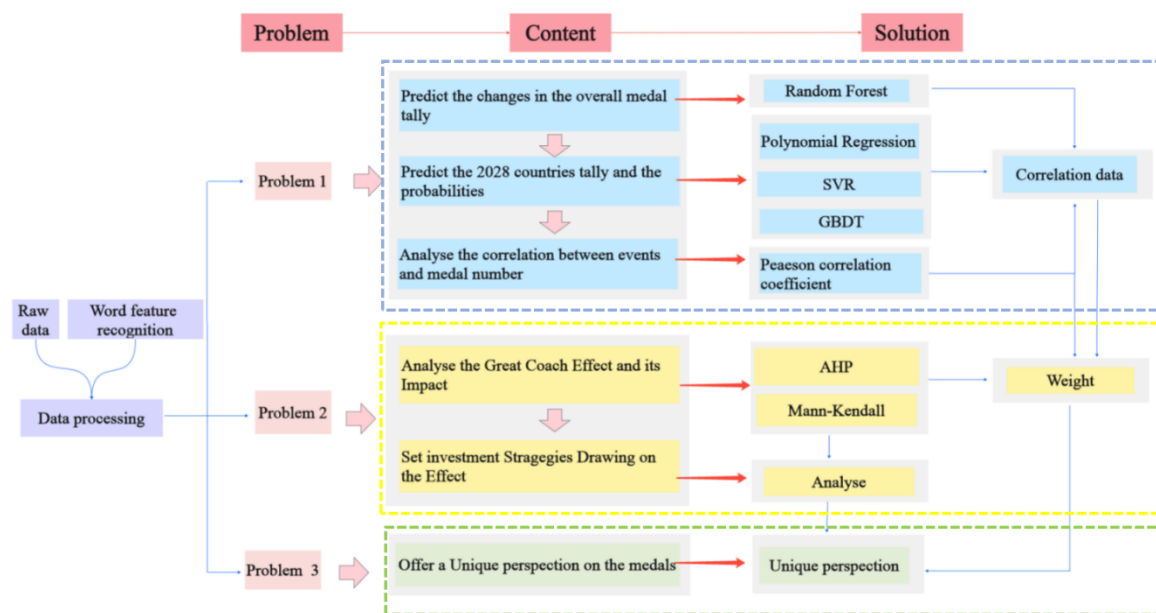 Problem
Content
Solution
Predict the changes in the overall medal
tally
Random Forest
Polynomial Regression
Problem 1
Predict the 2028 countries tally and the
probabilities
SVR
Correlation data
GBDT
Analyse the correlation between events
and medal number
Peaeson correlation
coefficient
Raw
data
Word feature
recognition
Data processing
Problem 2
Analyse the Great Coach Effect and its
Impact
AHP
Weight
Mann-Kendall
Set investment Stragegies Drawing on
the Effect
Analyse
Problem 3
Offer a Unique perspection on the medals
Unique perspection